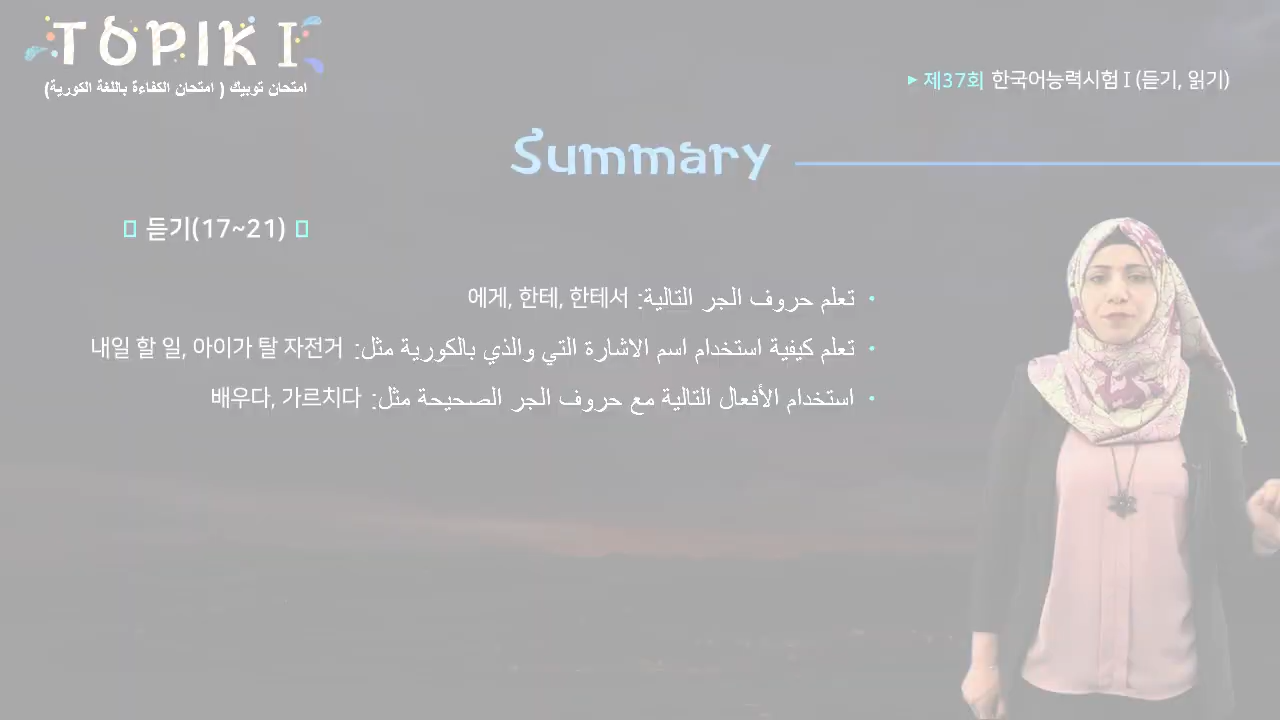 TOPIK I
امتحان توبيك ( امتحان الكفاءة باللغة الكورية)
▶ 제37회 한국어능력시험 I (듣기, 읽기)
Summary
듣기(17~21)
• تعلم حروف الجر التالية: 에게, 한테, 한테서
• تعلم كيفية استخدام اسم الاشارة التي والذي بالكورية مثل: 내일 할 일, 아이가 탈 자전거
• استخدام الأفعال التالية مع حروف الجر الصحيحة مثل: 배우다, 가르치다